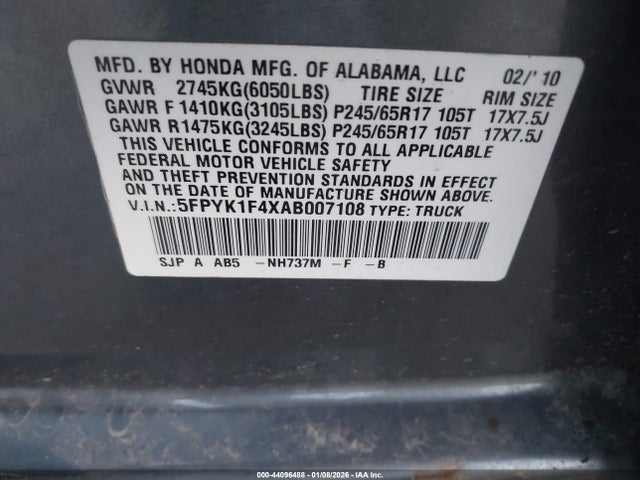 MFD. BY HONDA MFG. OF ALABAMA, LLC 02/'10
GVWR 2745KG(6050LBS) TIRE SIZE RIM SIZE
GAWR F 1410KG(3105LBS) P245/65R17 105T 17X7.5J
GAWR R1475KG(3245LBS) P245/65R17 105T 17X7.5J
THIS VEHICLE CONFORMS TO ALL APPLICABLE
FEDERAL MOTOR VEHICLE SAFETY
AND THEFT PREVENTION STANDARDS IN EFFECT
ON THE DATE OF MANUFACTURE SHOWN ABOVE.
V.I.N.:5FPYK1F4XAB007108 TYPE: TRUCK
SJP A AB5 -NH737M -F -B
000-44096488 - 01/08/2026 - IAA Inc.